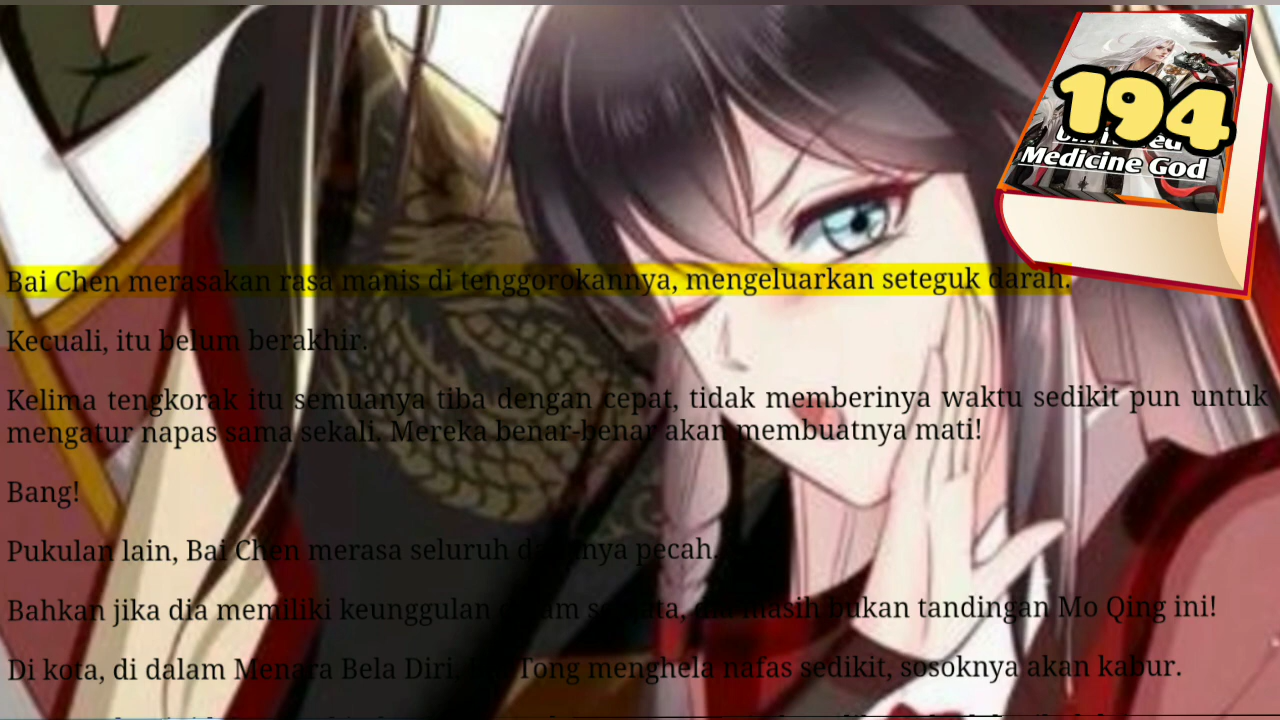 194
Medicine God
Bai Chen merasakan rasa manis di tenggorokannya, mengeluarkan seteguk darah.
Kecuali, itu belum berakhir.
Kelima tengkorak itu semuanya tiba dengan cepat, tidak memberinya waktu sedikit pun untuk
mengatur napas sama sekali. Mereka benar-benar akan membuatnya mati!
Bang!
Pukulan lain, Bai Chen merasa seluruh pecah.
Bahkan jika dia memiliki keunggulan masih bukan tandingan Mo Qing ini!
Di kota, di dalam Menara Bela Diri, Tong menghela nafas sedikit, sosoknya akan kabur.